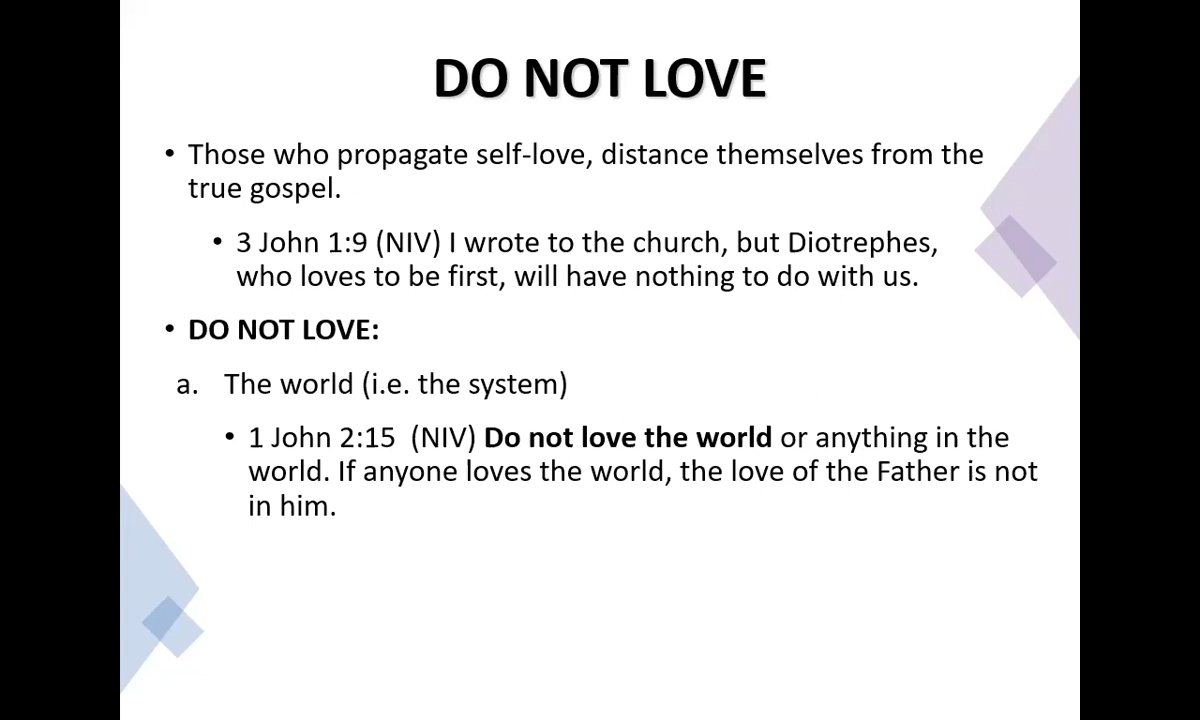 DO NOT LOVE
• Those who propagate self-love, distance themselves from the
true gospel.
• 3 John 1:9 (NIV) I wrote to the church, but Diotrephes,
who loves to be first, will have nothing to do with us.
• DO NOT LOVE:
a. The world (i.e. the system)
• 1 John 2:15 (NIV) Do not love the world or anything in the
world. If anyone loves the world, the love of the Father is not
in him.